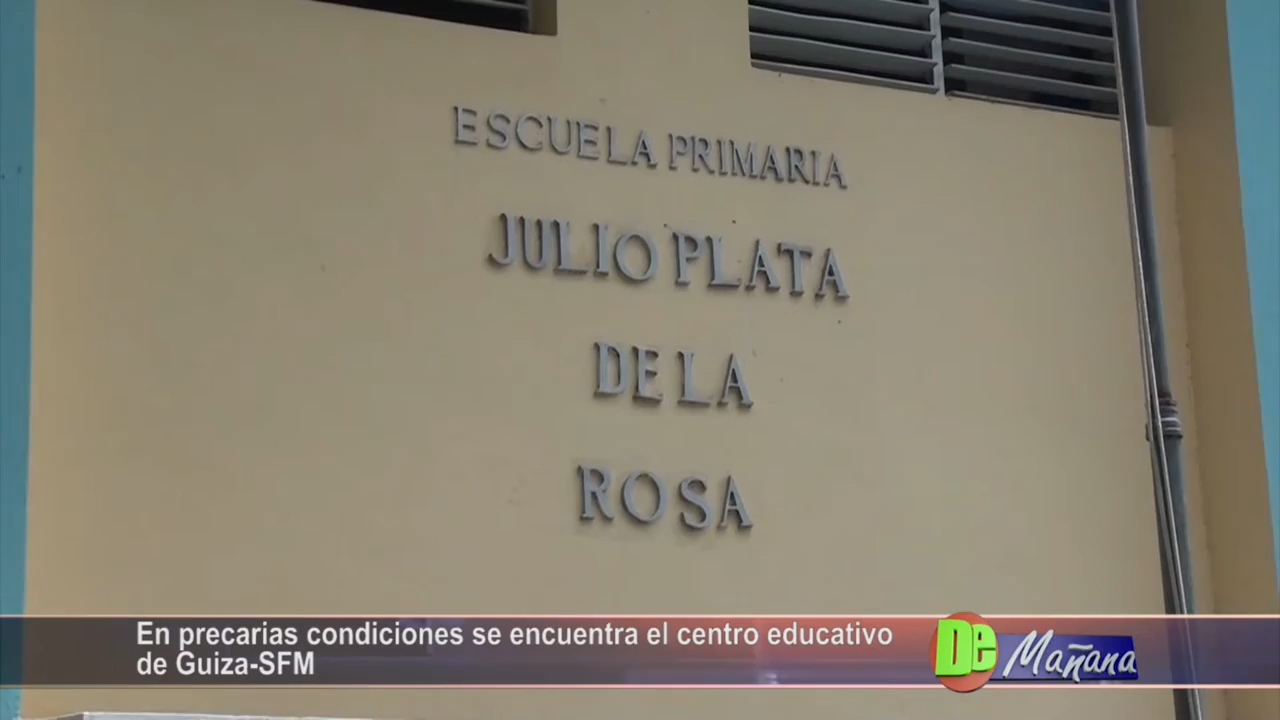 ESCUELA PRIMARIA
JULIO PLATA
DE LA
ROSA
En precarias condiciones se encuentra el centro educativo
de Guiza-SFM
De Mañana